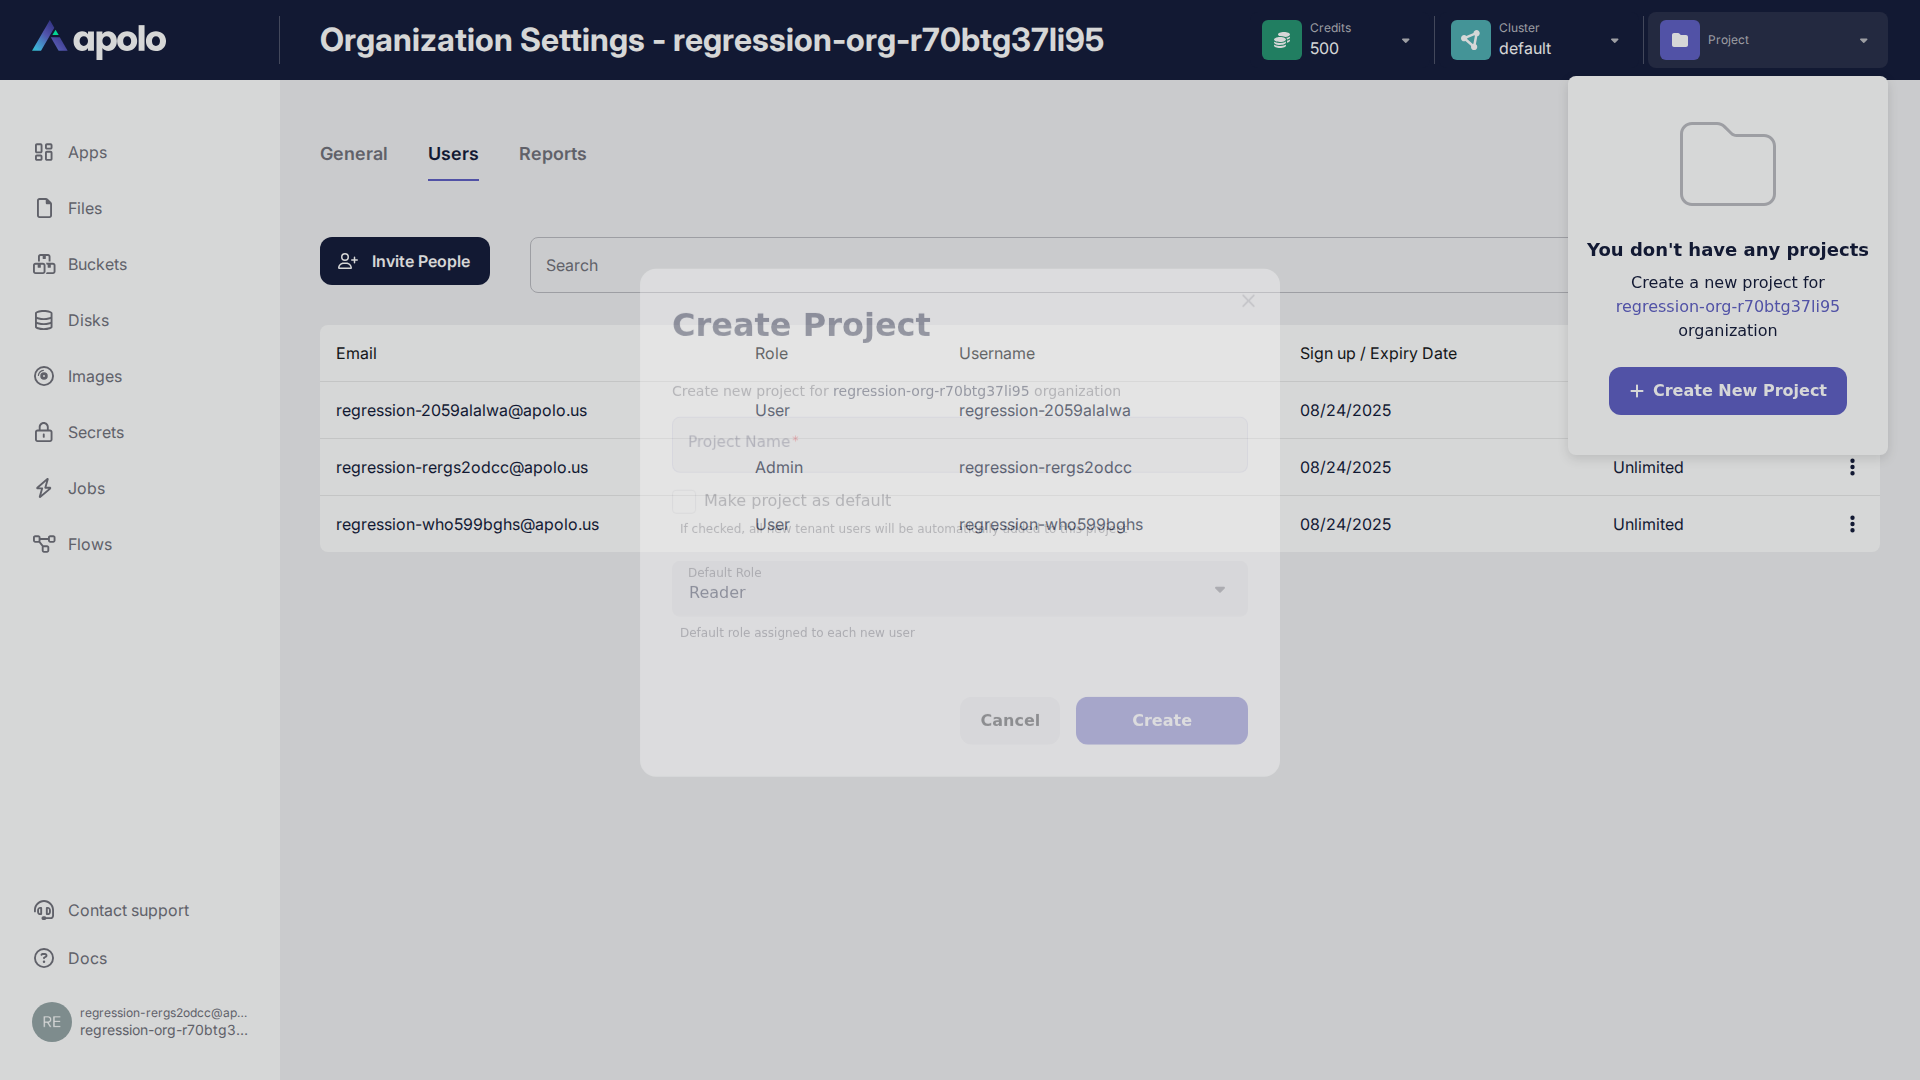 apolo
Organization Settings - regression-org-r70btg37li95
Credits
500
Cluster
default
Project
Apps
Files
Buckets
Disks
Images
Secrets
Jobs
Flows
Contact support
Docs
RE
regression-rergs2odcc@ap...
regression-org-r70btg3...
General
Users
Reports
Invite People
Search
Email
Role
Username
Sign up / Expiry Date
regression-2059alalwa@apolo.us
User
regression-2059alalwa
08/24/2025
regression-rergs2odcc@apolo.us
Admin
regression-rergs2odcc
08/24/2025
Unlimited
regression-who599bghs@apolo.us
User
regression-who599bghs
08/24/2025
Unlimited
You don't have any projects
Create a new project for
regression-org-r70btg37li95
organization
Create New Project
Create Project
Create new project for regression-org-r70btg37li95 organization
Project Name*
Make project as default
If checked, all new tenant users will be automatically added to this project
Default Role
Reader
Default role assigned to each new user
Cancel
Create